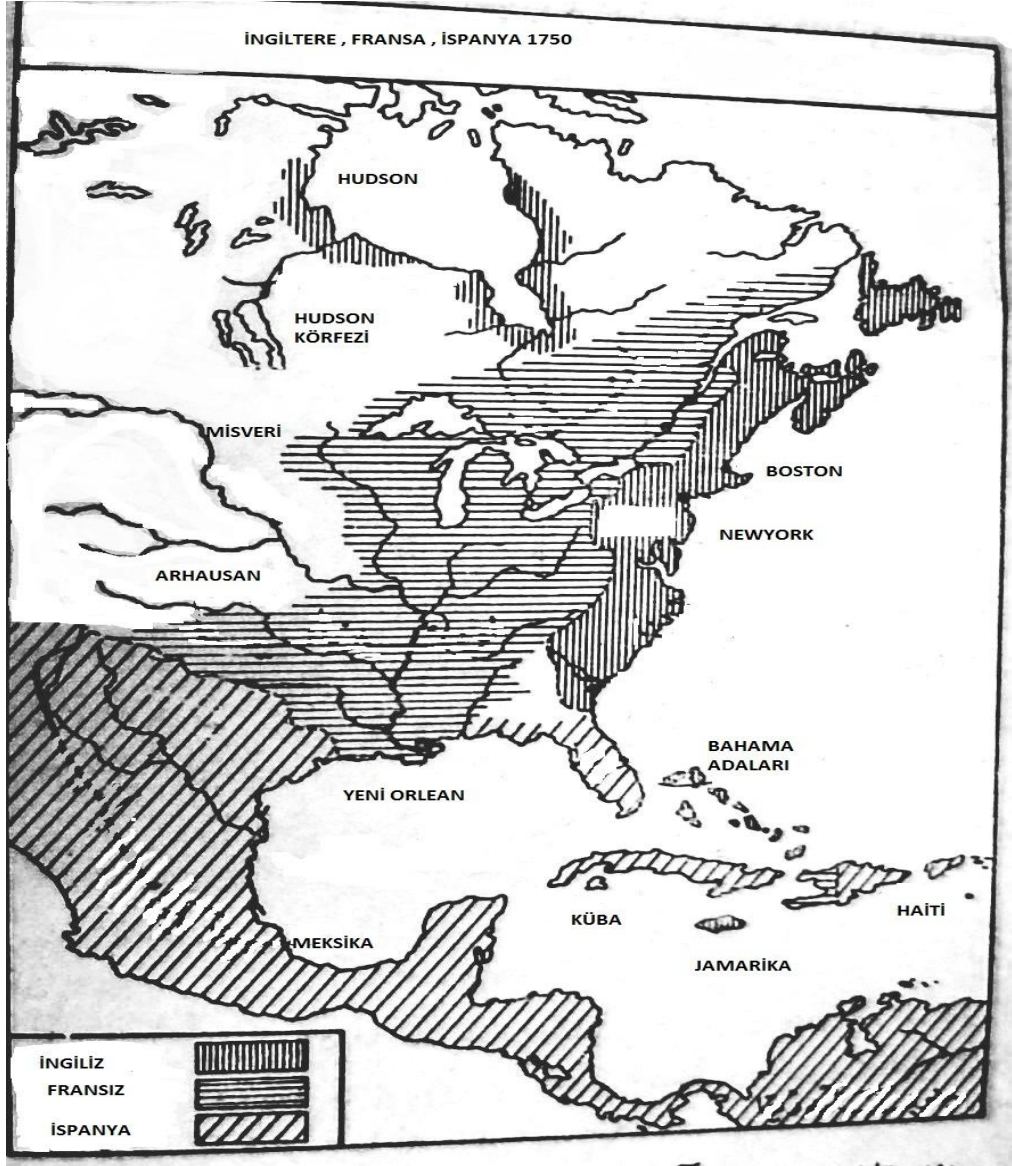 İNGİLTERE , FRANSA , İSPANYA 1750
HUDSON
HUDSON
KÖRFEZİ
MİSVERİ
BOSTON
NEWYORK
ARHAUSAN
BAHAMA
ADALARI
YENİ ORLEAN
KÜBA
HAİTİ
MEKSİKA
JAMARİKA
İNGİLİZ
FRANSIZ
İSPANYA